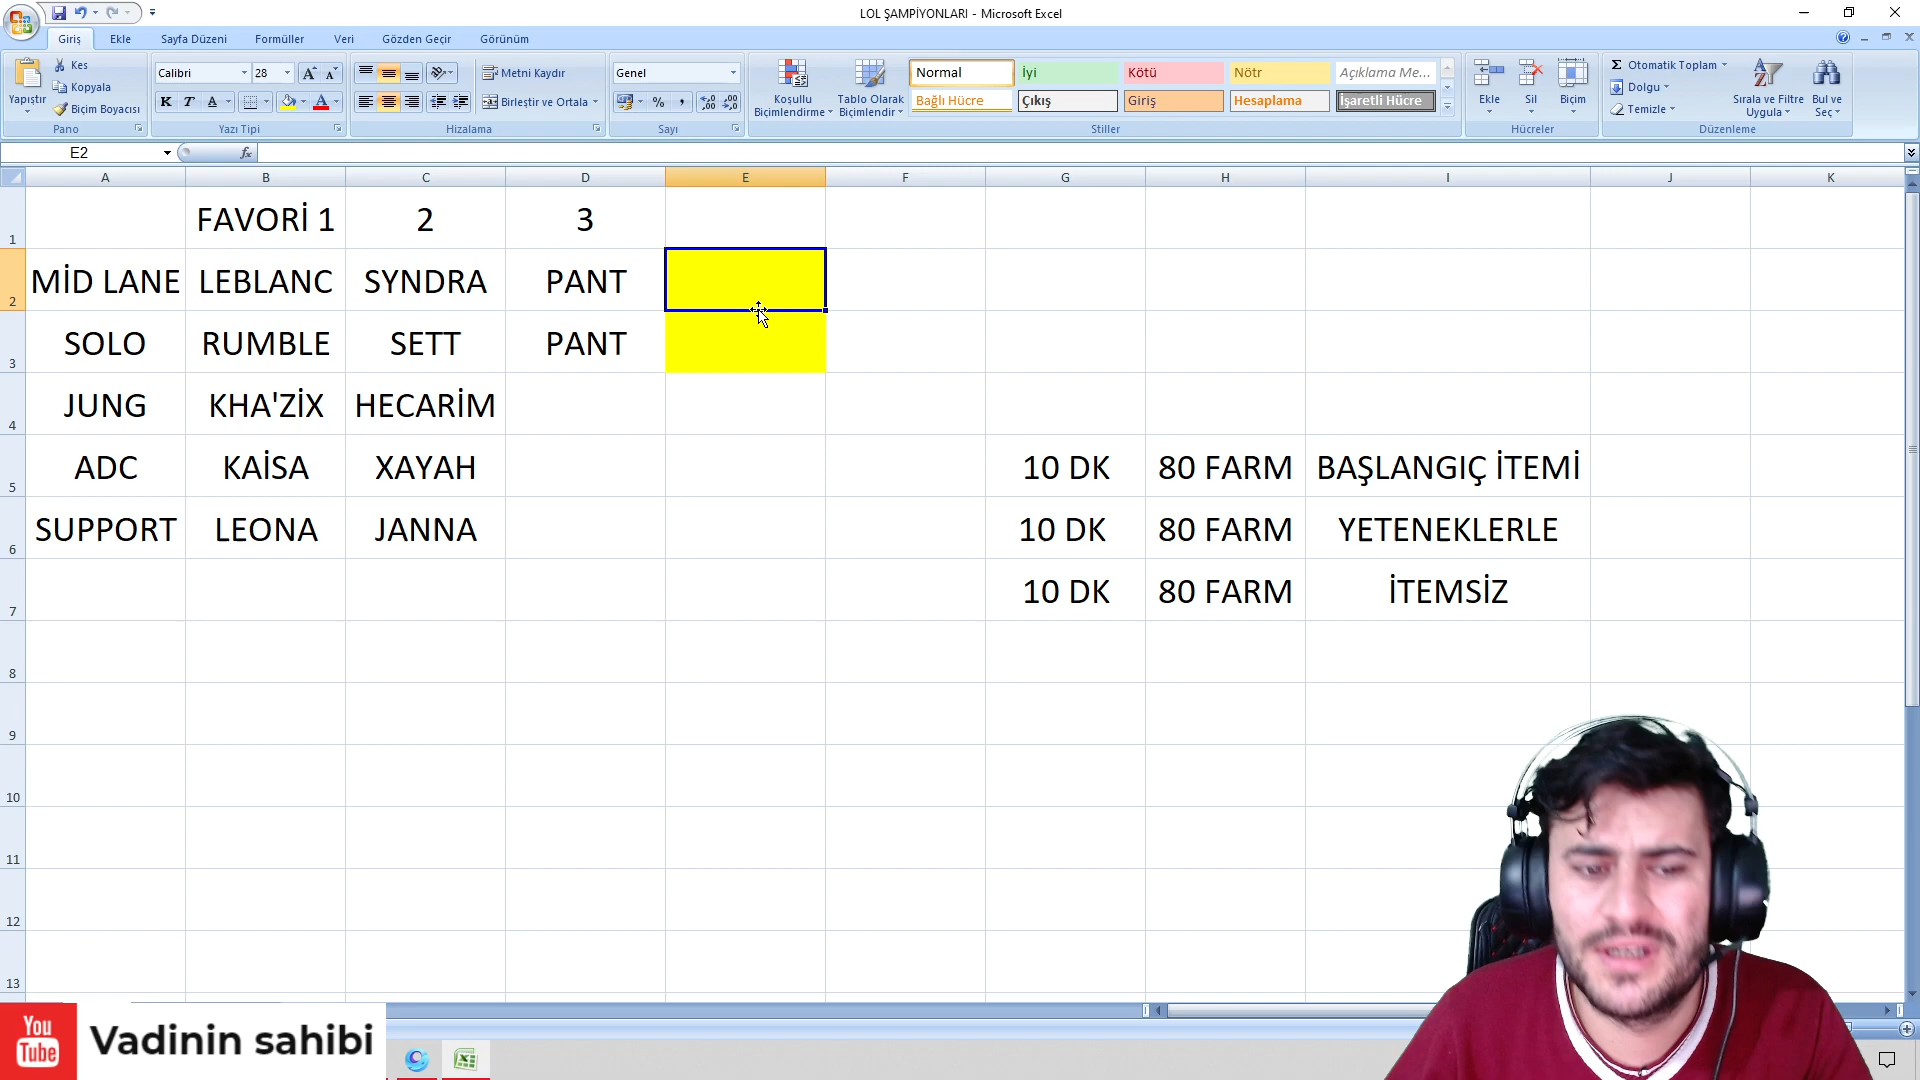 LOL ŞAMPİYONLARI - Microsoft Excel
Giriş Ekle Sayfa Düzeni Formüller Veri Gözden Geçir Görünüm
Yapıştır Kes Kopyala Biçim Boyacısı Pano
Calibri 28 K T A Yazı Tipi
Metni Kaydır Birleştir ve Ortala Hizalama
Genel % , Sayı
Koşullu Biçimlendirme Tablo Olarak Biçimlendir
Normal İyi Kötü Nötr Açıklama Me...
Bağlı Hücre Çıkış Giriş Hesaplama İşaretli Hücre
Stiller
Ekle Sil Biçim Hücreler
Σ Otomatik Toplam Dolgu Temizle Sırala ve Filtre Uygula Bul ve Seç Düzenleme
E2 fx
A B C D E F G H I J K
1 FAVORİ 1 2 3
2 MİD LANE LEBLANC SYNDRA PANT
3 SOLO RUMBLE SETT PANT
4 JUNG KHA'ZİX HECARİM
5 ADC KAİSA XAYAH 10 DK 80 FARM BAŞLANGIÇ İTEMİ
6 SUPPORT LEONA JANNA 10 DK 80 FARM YETENEKLERLE
7 10 DK 80 FARM İTEMSİZ
8
9
10
11
12
13
You Tube Vadinin sahibi